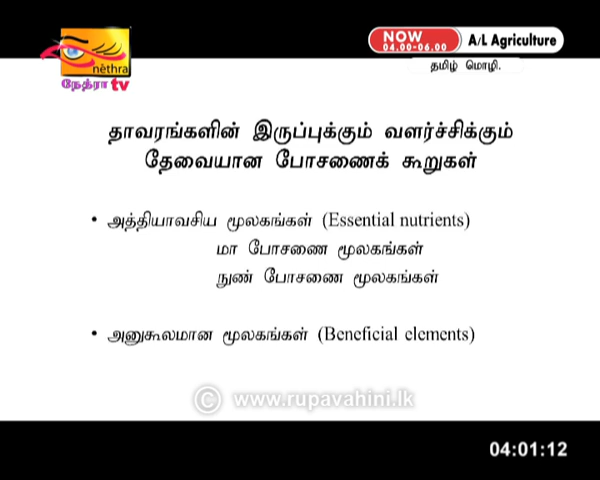 NOW
04.00-06.00
A/L Agriculture
nethra
நேத்ரா tv
தமிழ் மொழி.
தாவரங்களின் இருப்புக்கும் வளர்ச்சிக்கும்
தேவையான போசணைக் கூறுகள்
• அத்தியாவசிய மூலகங்கள் (Essential nutrients)
மா போசணை மூலகங்கள்
நுண் போசணை மூலகங்கள்
• அனுகூலமான மூலகங்கள் (Beneficial elements)
© www.rupavahini.lk
04:01:12